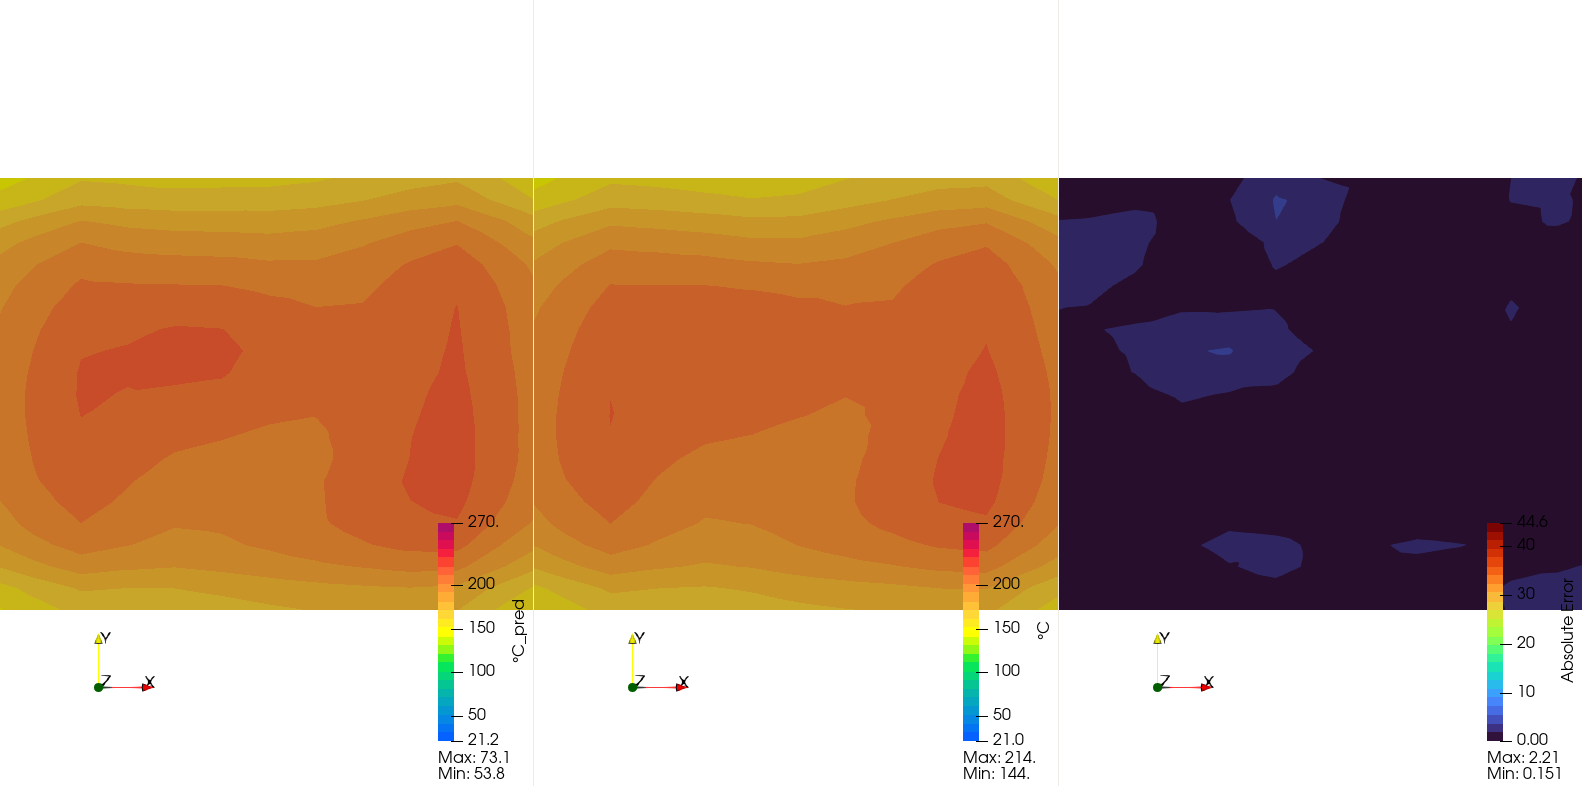 270.
200
150
100
50
21.2
°C_pred
Max: 73.1
Min: 53.8
Y
Z
X
270.
200
150
100
50
21.0
°C
Max: 214.
Min: 144.
Y
Z
X
44.6
40
30
20
10
0.00
Absolute Error
Max: 2.21
Min: 0.151
Y
Z
X